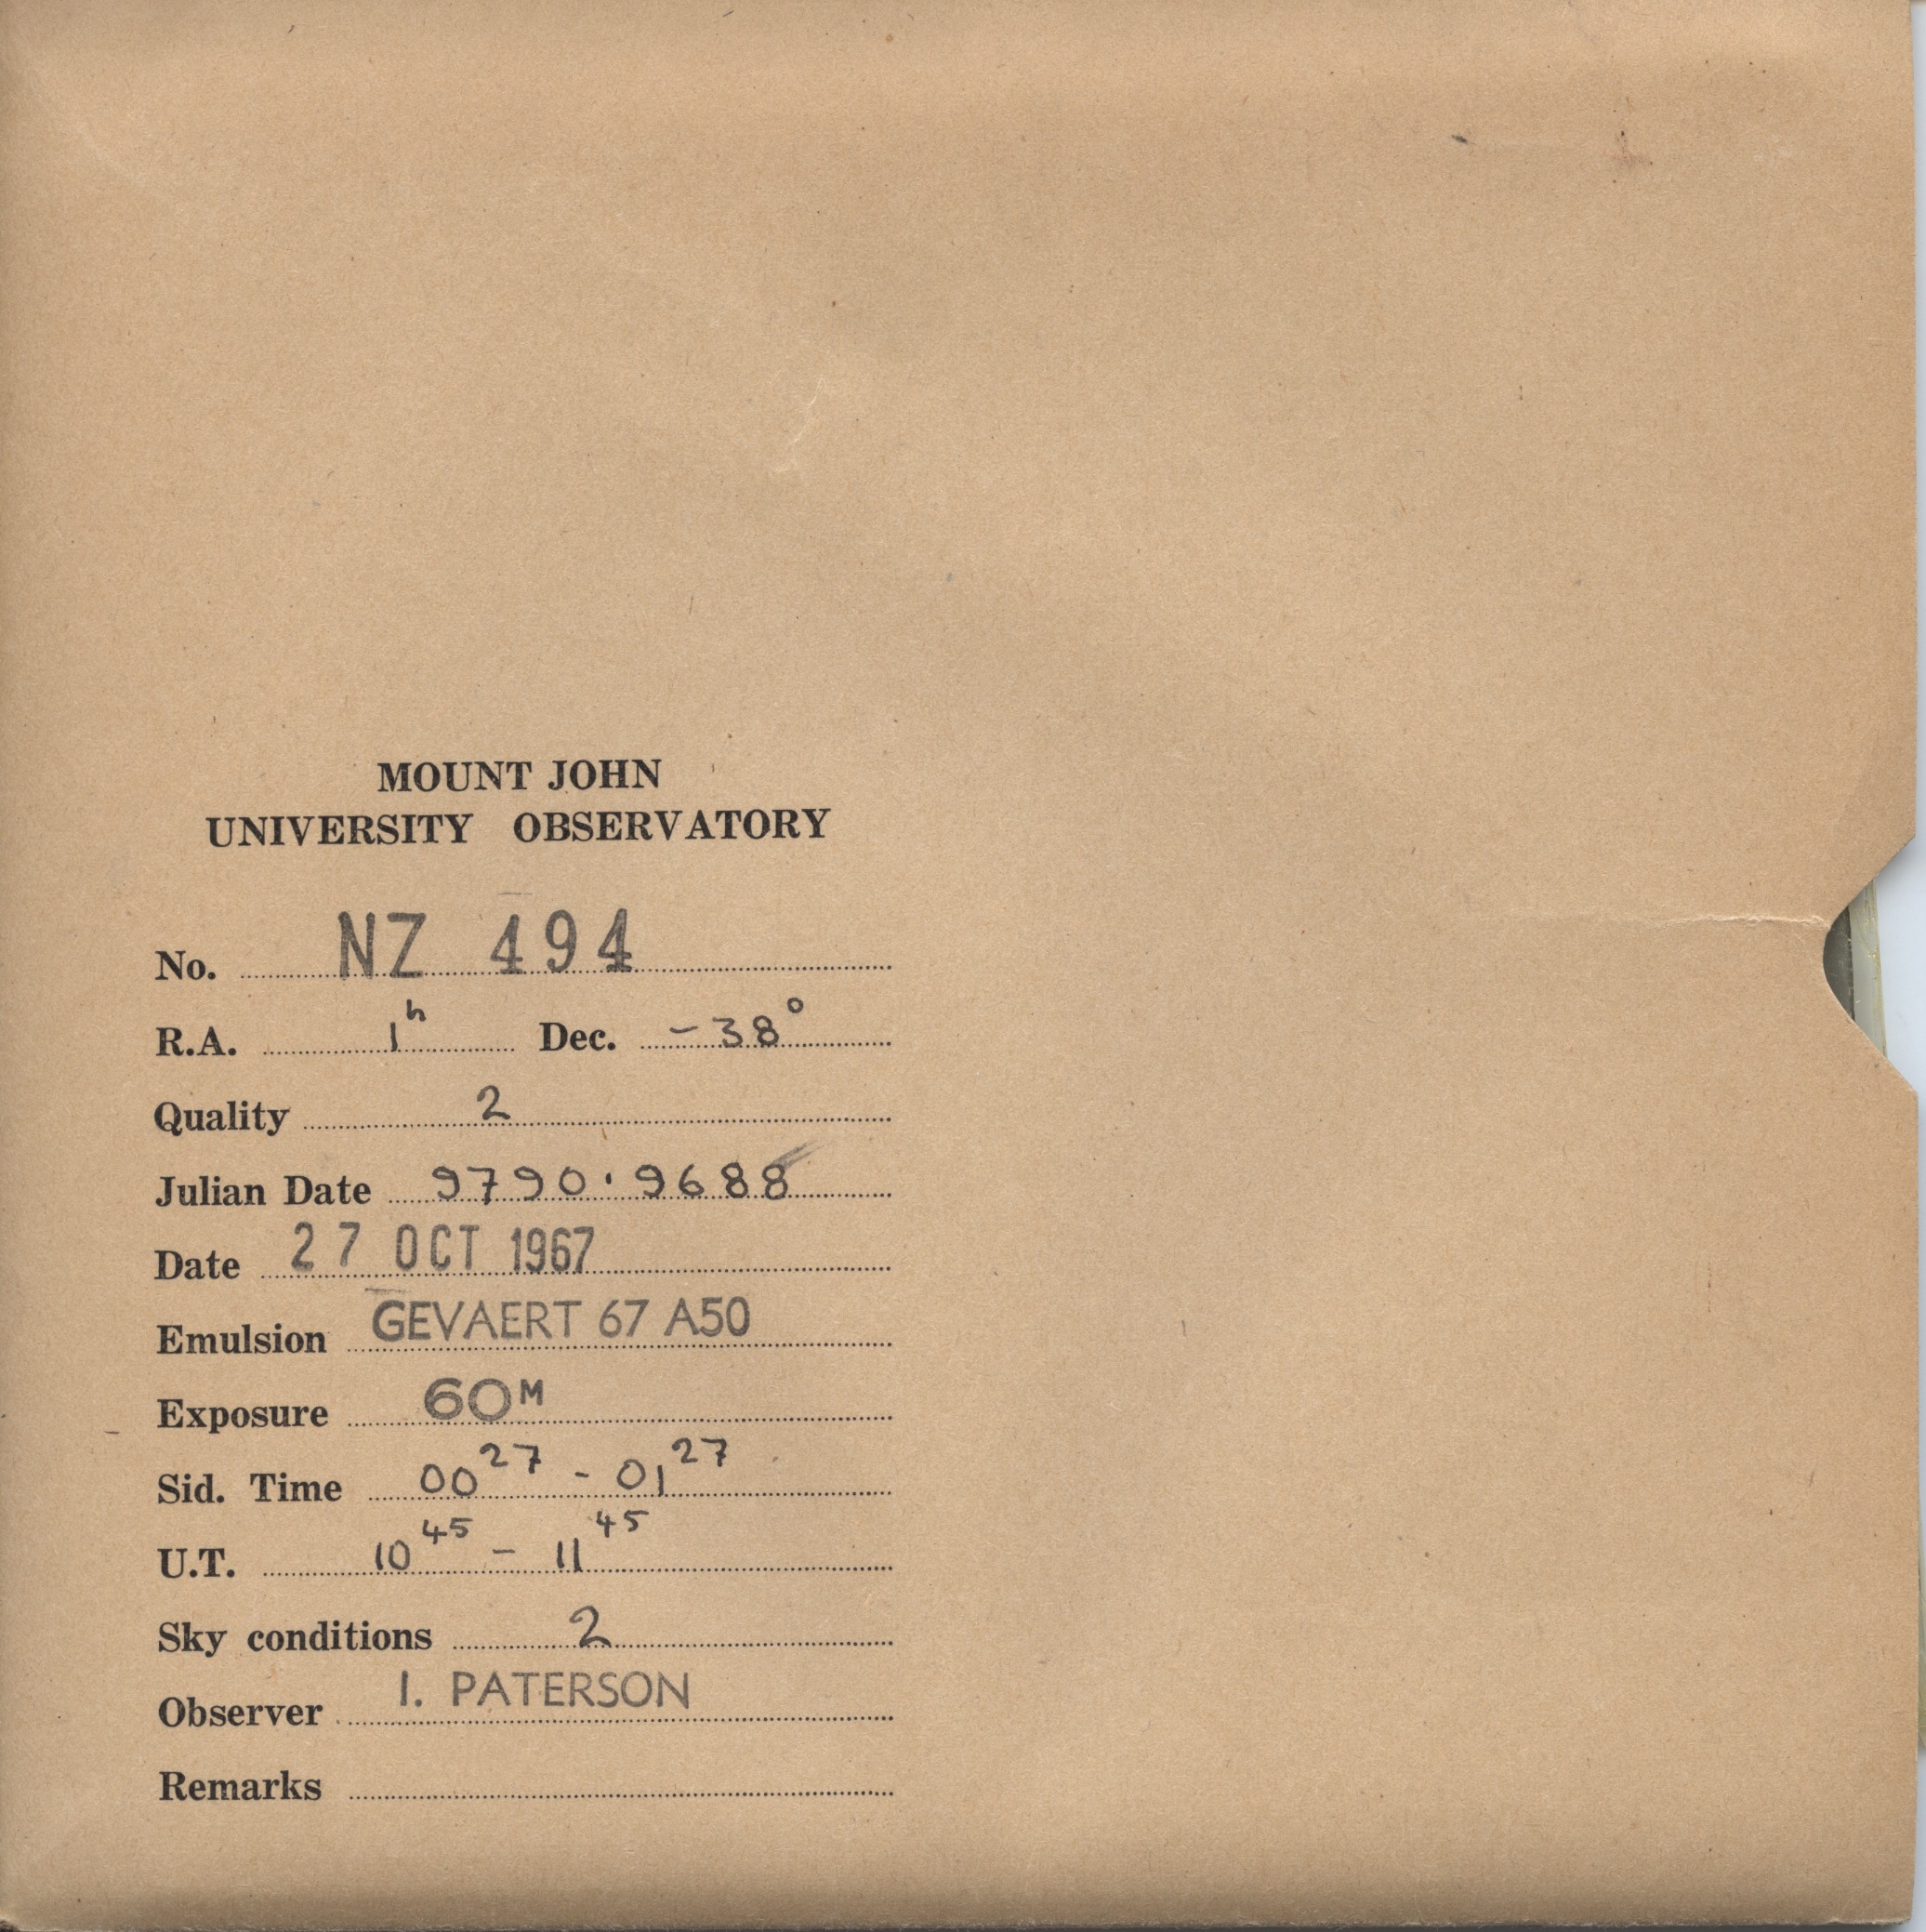 MOUNT JOHN
UNIVERSITY OBSERVATORY
No. NZ 494
R.A. 1h Dec. -38°
Quality 2
Julian Date 9790.9688
Date 27 OCT 1967
Emulsion GEVAERT 67 A50
Exposure 60M
Sid. Time 00 27 - 01 27
U.T. 10 45 - 11 45
Sky conditions 2
Observer I. PATERSON
Remarks